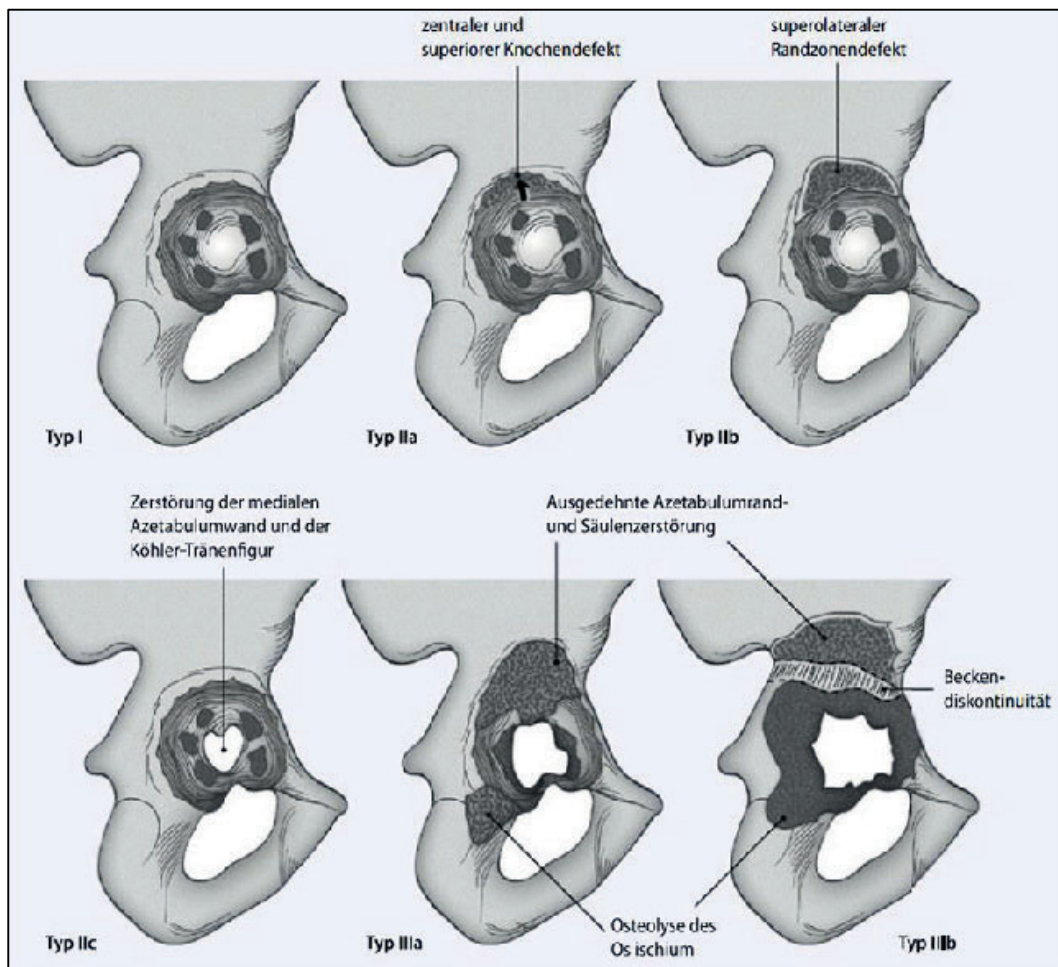 zentraler und
superiorer Knochendefekt
superolateraler
Randzonendefekt
Typ I
Typ IIa
Typ IIb
Zerstörung der medialen
Azetabulumwand und der
Köhler-Tränenfigur
Ausgedehnte Azetabulumrand-
und Säulenzerstörung
Becken-
diskontinuität
Osteolyse des
Os ischium
Typ IIc
Typ IIIa
Typ IIIb